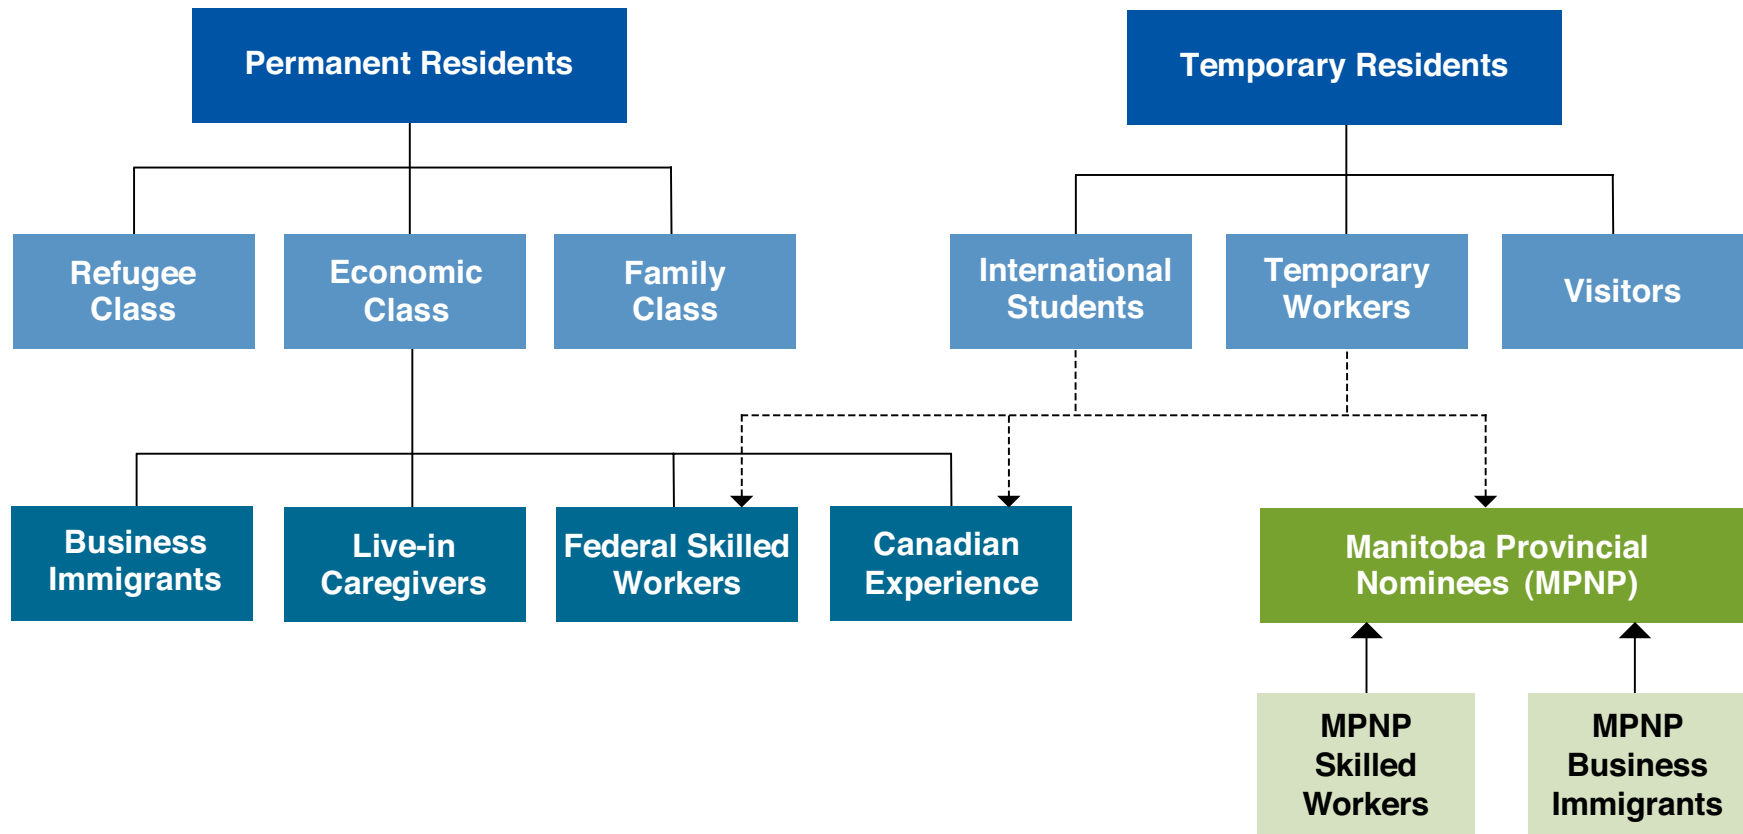 Permanent Residents
Temporary Residents
Refugee
Class
Economic
Class
Family
Class
International
Students
Temporary
Workers
Visitors
Business
Immigrants
Live-in
Caregivers
Federal Skilled
Workers
Canadian
Experience
Manitoba Provincial
Nominees (MPNP)
MPNP
Skilled
Workers
MPNP
Business
Immigrants